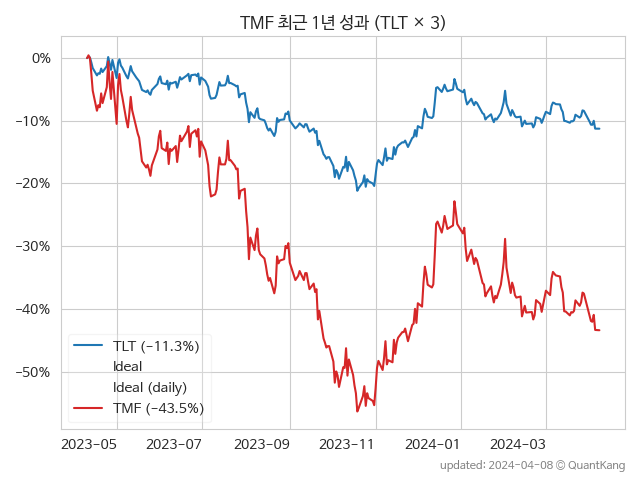 TMF 최근 1년 성과 (TLT × 3)
0%
−10%
−20%
−30%
−40%
−50%
TLT (−11.3%)
Ideal
Ideal (daily)
TMF (−43.5%)
2023-05 2023-07 2023-09 2023-11 2024-01 2024-03
updated: 2024-04-08 © QuantKang